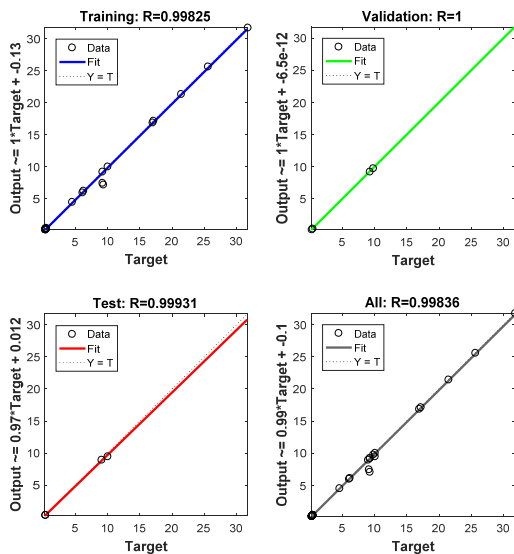 Training: R=0.99825
Output ~= 1*Target + -0.13
30
25
20
15
10
5
Data
Fit
Y = T
5 10 15 20 25 30
Target
Validation: R=1
Output ~= 1*Target + -6.5e-12
30
25
20
15
10
5
Data
Fit
Y = T
5 10 15 20 25 30
Target
Test: R=0.99931
Output ~= 0.97*Target + 0.012
30
25
20
15
10
5
Data
Fit
Y = T
5 10 15 20 25 30
Target
All: R=0.99836
Output ~= 0.99*Target + -0.1
30
25
20
15
10
5
Data
Fit
Y = T
5 10 15 20 25 30
Target